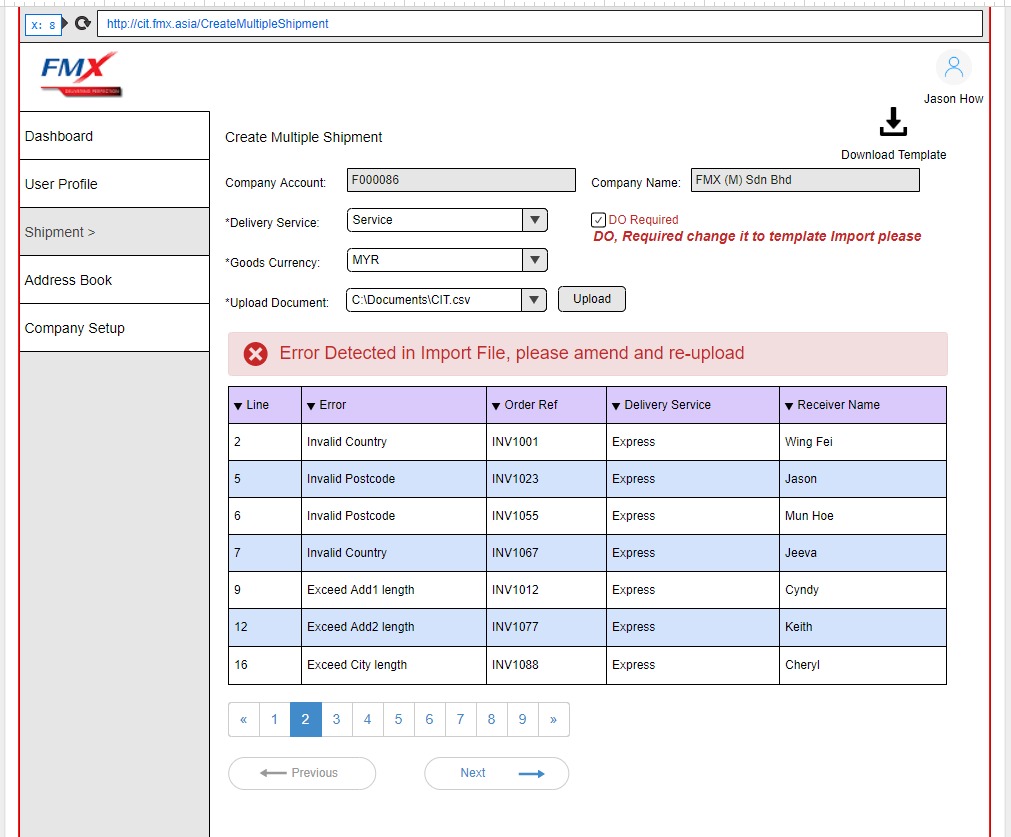 X: 8 http://cit.fmx.asia/CreateMultipleShipment
FMX
Jason How
Download Template
Dashboard
User Profile
Shipment >
Address Book
Company Setup
Create Multiple Shipment
Company Account: F000086 Company Name: FMX (M) Sdn Bhd
*Delivery Service: Service DO Required
DO, Required change it to template Import please
*Goods Currency: MYR
*Upload Document: C:\Documents\CIT.csv Upload
Error Detected in Import File, please amend and re-upload
Line Error Order Ref Delivery Service Receiver Name
2 Invalid Country INV1001 Express Wing Fei
5 Invalid Postcode INV1023 Express Jason
6 Invalid Postcode INV1055 Express Mun Hoe
7 Invalid Country INV1067 Express Jeeva
9 Exceed Add1 length INV1012 Express Cyndy
12 Exceed Add2 length INV1077 Express Keith
16 Exceed City length INV1088 Express Cheryl
« 1 2 3 4 5 6 7 8 9 »
Previous Next